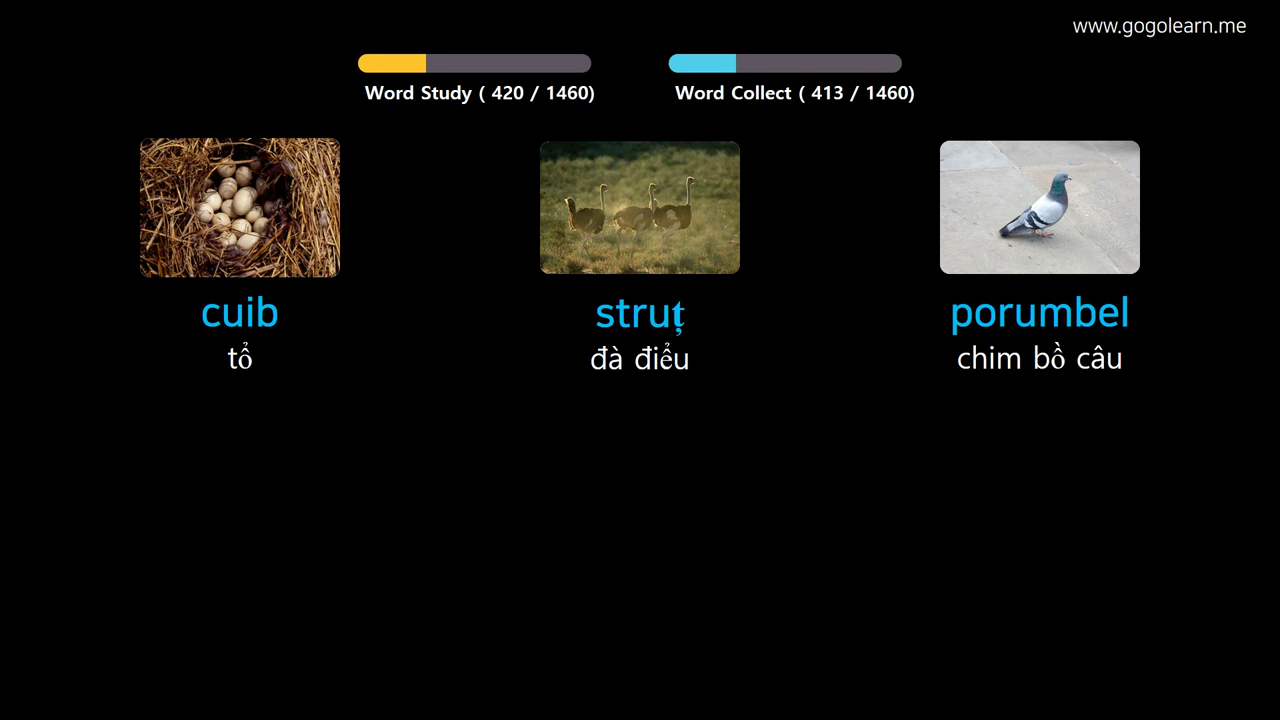 www.gogolearn.me
Word Study ( 420 / 1460)
Word Collect ( 413 / 1460)
cuib
struț
porumbel
tổ
đà điểu
chim bồ câu